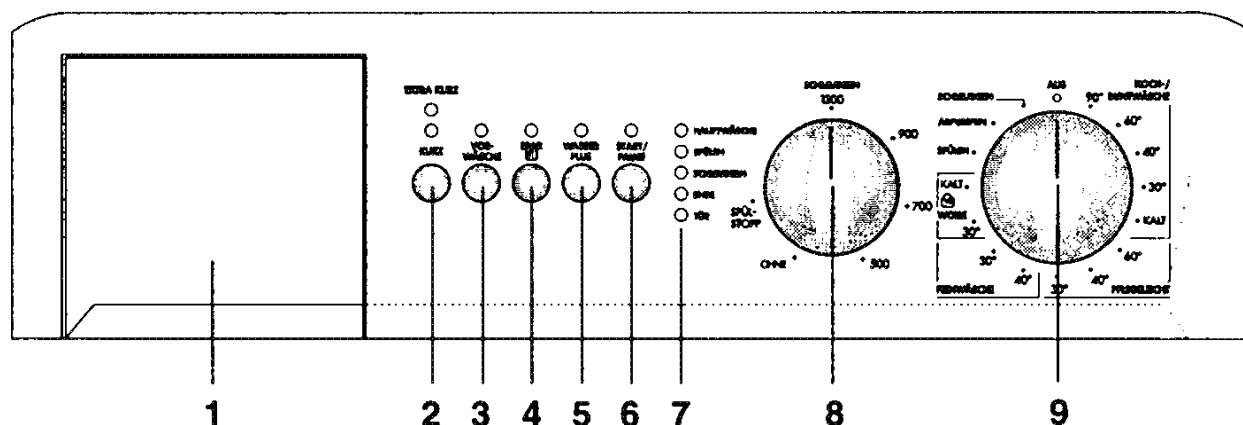 EXTRA KURZ
KURZ
VOR-
WÄSCHE
SPAR
WASSER
PLUS
START/
PAUSE
HAUPTWÄSCHE
SPÜLEN
SCHLEUDERN
ENDE
TÜR
SCHLEUDERN
1300
900
700
500
OHNE
SPÜL-
STOPP
AUS
KOCH-/
BUNTWÄSCHE
90°
60°
40°
30°
KALT
60°
40°
30°
PFLEGELEICHT
40°
30°
FEINWÄSCHE
30°
WOLLE
KALT
SPÜLEN
SCHLEUDERN
1 2 3 4 5 6 7 8 9